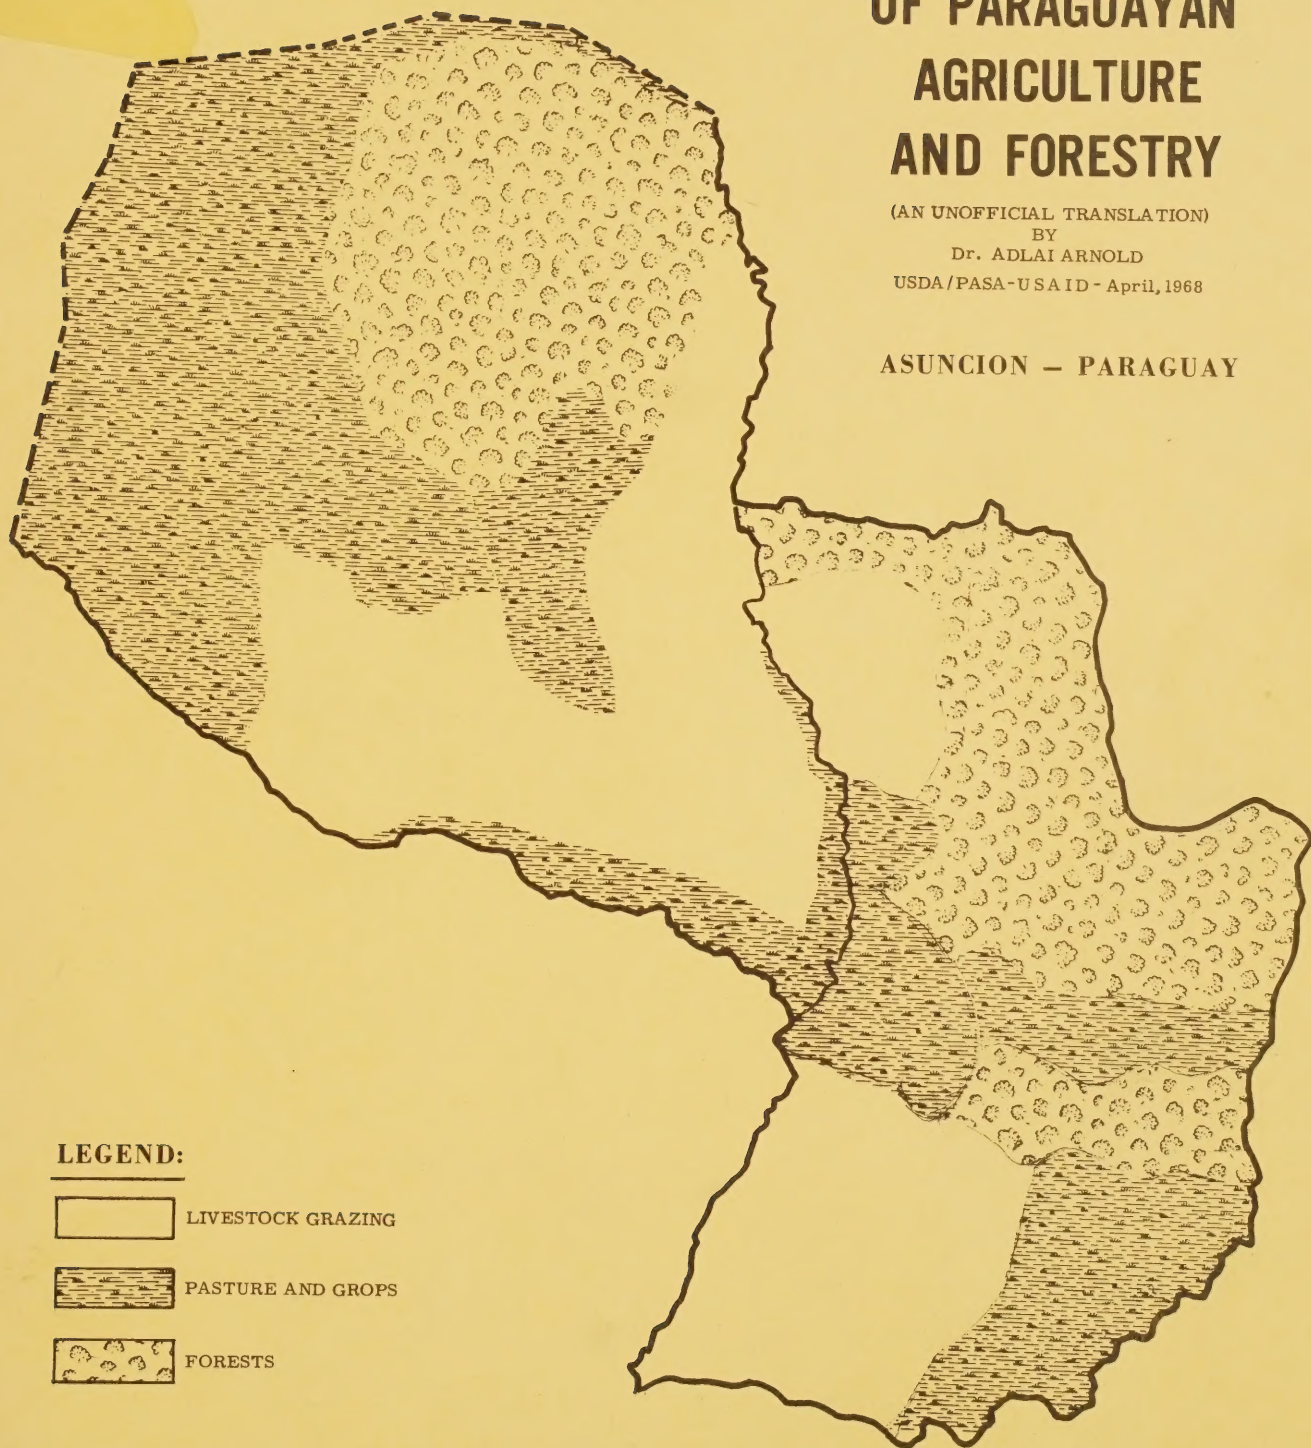 OF PARAGUAYAN
AGRICULTURE
AND FORESTRY
(AN UNOFFICIAL TRANSLATION)
BY
Dr. ADLAI ARNOLD
USDA/PASA-USAID - April, 1968
ASUNCION — PARAGUAY
LEGEND:
LIVESTOCK GRAZING
PASTURE AND GROPS
FORESTS